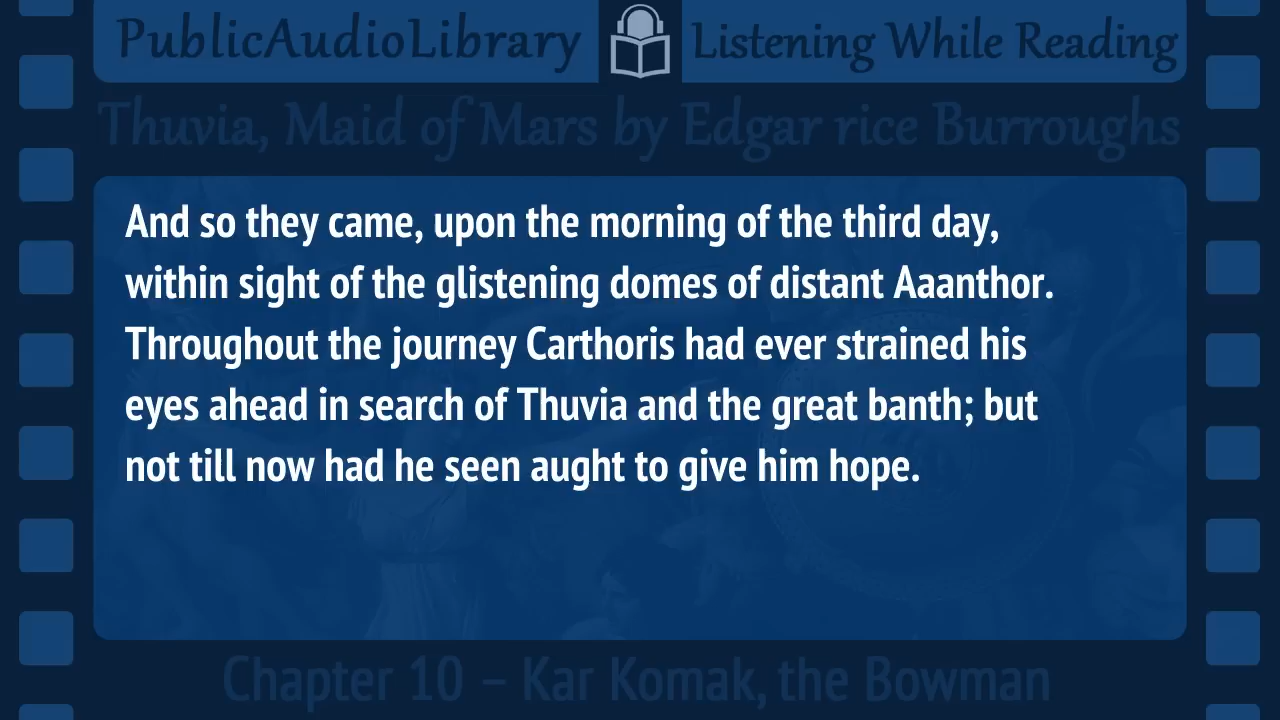 PublicAudioLibrary Listening While Reading
Thuvia, Maid of Mars by Edgar rice Burroughs
And so they came, upon the morning of the third day,
within sight of the glistening domes of distant Aaanthor.
Throughout the journey Carthoris had ever strained his
eyes ahead in search of Thuvia and the great banth; but
not till now had he seen aught to give him hope.
Chapter 10 – Kar Komak, the Bowman